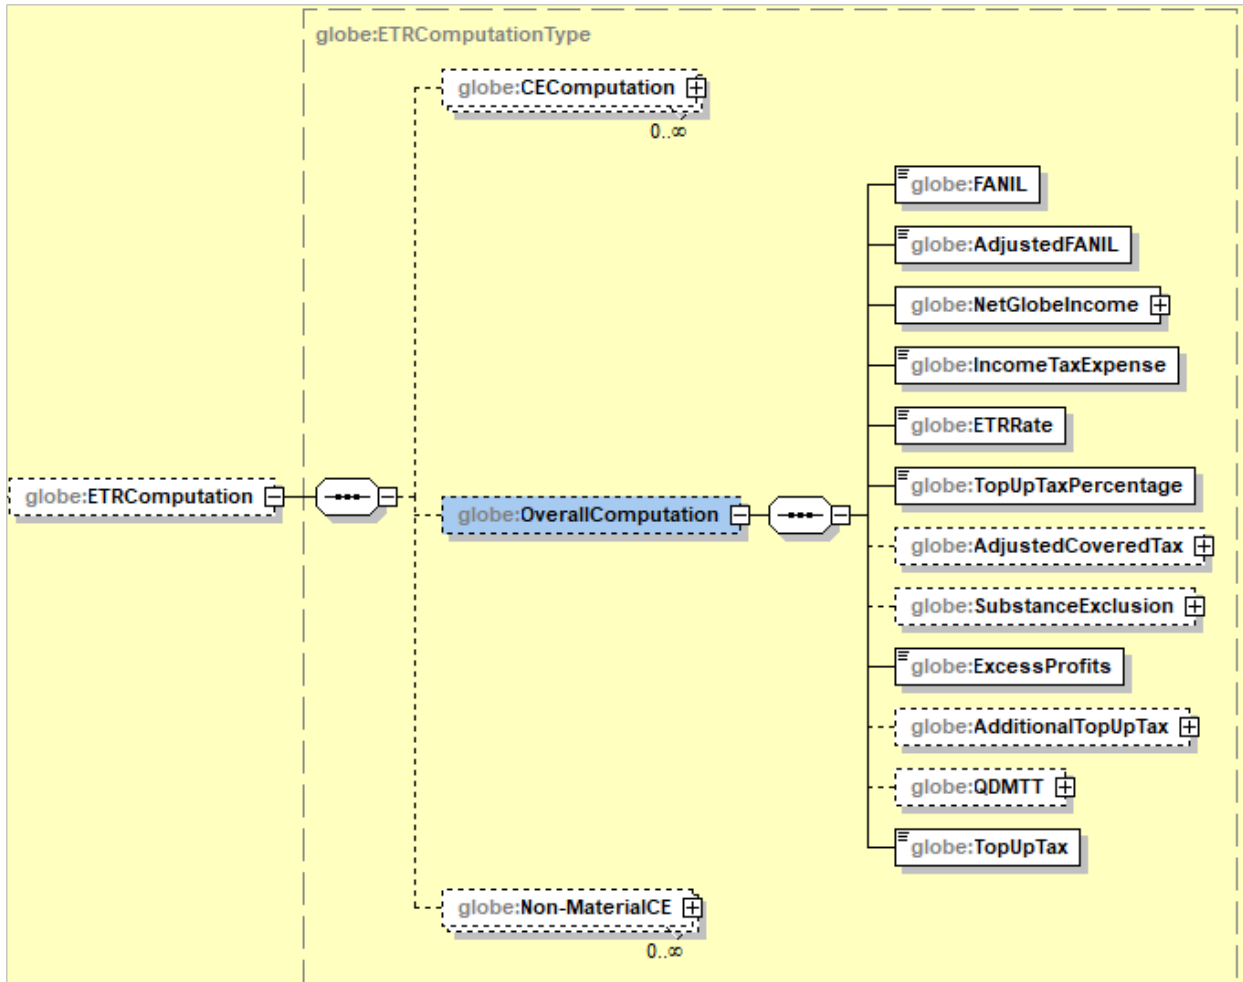 globe:ETRComputationType
globe:CEComputation
0..∞
globe:FANIL
globe:AdjustedFANIL
globe:NetGlobeIncome
globe:IncomeTaxExpense
globe:ETRRate
globe:TopUpTaxPercentage
globe:ETRComputation
globe:OverallComputation
globe:AdjustedCoveredTax
globe:SubstanceExclusion
globe:ExcessProfits
globe:AdditionalTopUpTax
globe:QDMTT
globe:TopUpTax
globe:Non-MaterialCE
0..∞